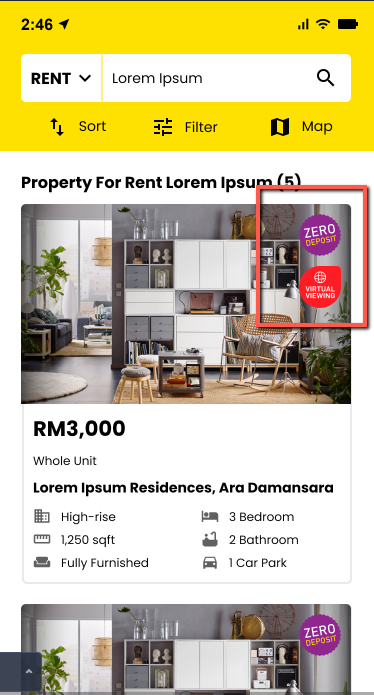 2:46
RENT
Lorem Ipsum
Sort
Filter
Map
Property For Rent Lorem Ipsum (5)
ZERO
DEPOSIT
VIRTUAL
VIEWING
RM3,000
Whole Unit
Lorem Ipsum Residences, Ara Damansara
High-rise
3 Bedroom
1,250 sqft
2 Bathroom
Fully Furnished
1 Car Park
ZERO
DEPOSIT